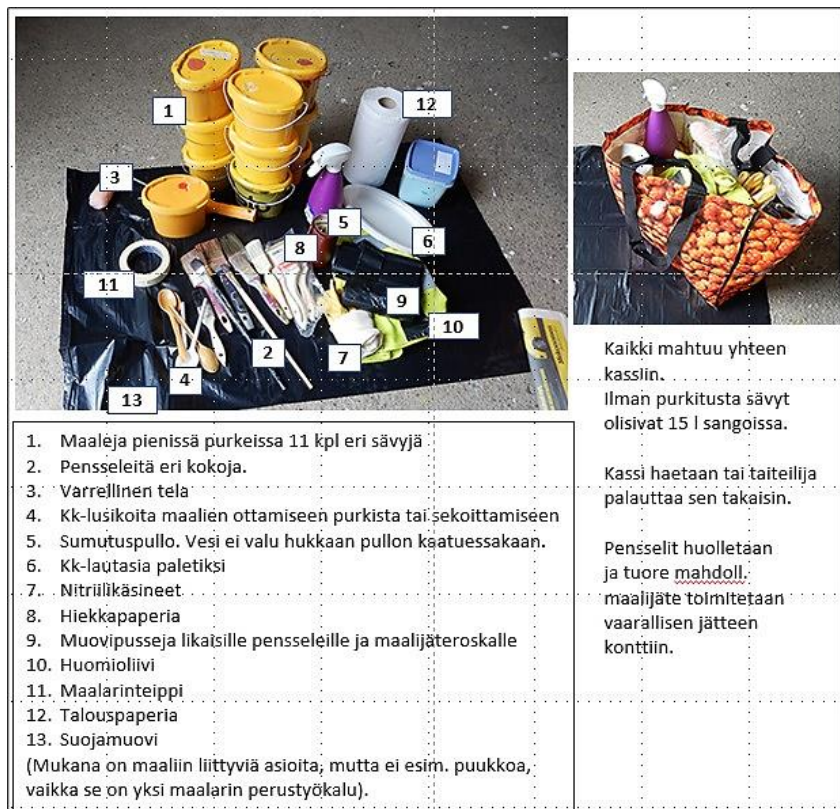 1
12
3
5
8
6
11
9
10
2
7
4
13
Kaikki mahtuu yhteen
kassiin.
Ilman purkitusta sävyt
olisivat 15 l sangoissa.
Kassi haetaan tai taiteilija
palauttaa sen takaisin.
Pensselit huolletaan
ja tuore mahdoll.
maalijäte toimitetaan
vaarallisen jätteen
konttiin.
1. Maaleja pienissä purkeissa 11 kpl eri sävyjä
2. Pensseleitä eri kokoja.
3. Varrellinen tela
4. Kk-lusikoita maalien ottamiseen purkista tai sekoittamiseen
5. Sumutuspullo. Vesi ei valu hukkaan pullon kaatuessakaan.
6. Kk-lautasia paletiksi
7. Nitriilikäsineet
8. Hiekkapaperia
9. Muovipusseja likaisille pensseleille ja maalijäteroskalle
10. Huomioliivi
11. Maalarinteippi
12. Talouspaperia
13. Suojamuovi
(Mukana on maaliin liittyviä asioita, mutta ei esim. puukkoa,
vaikka se on yksi maalarin perustyökalu).